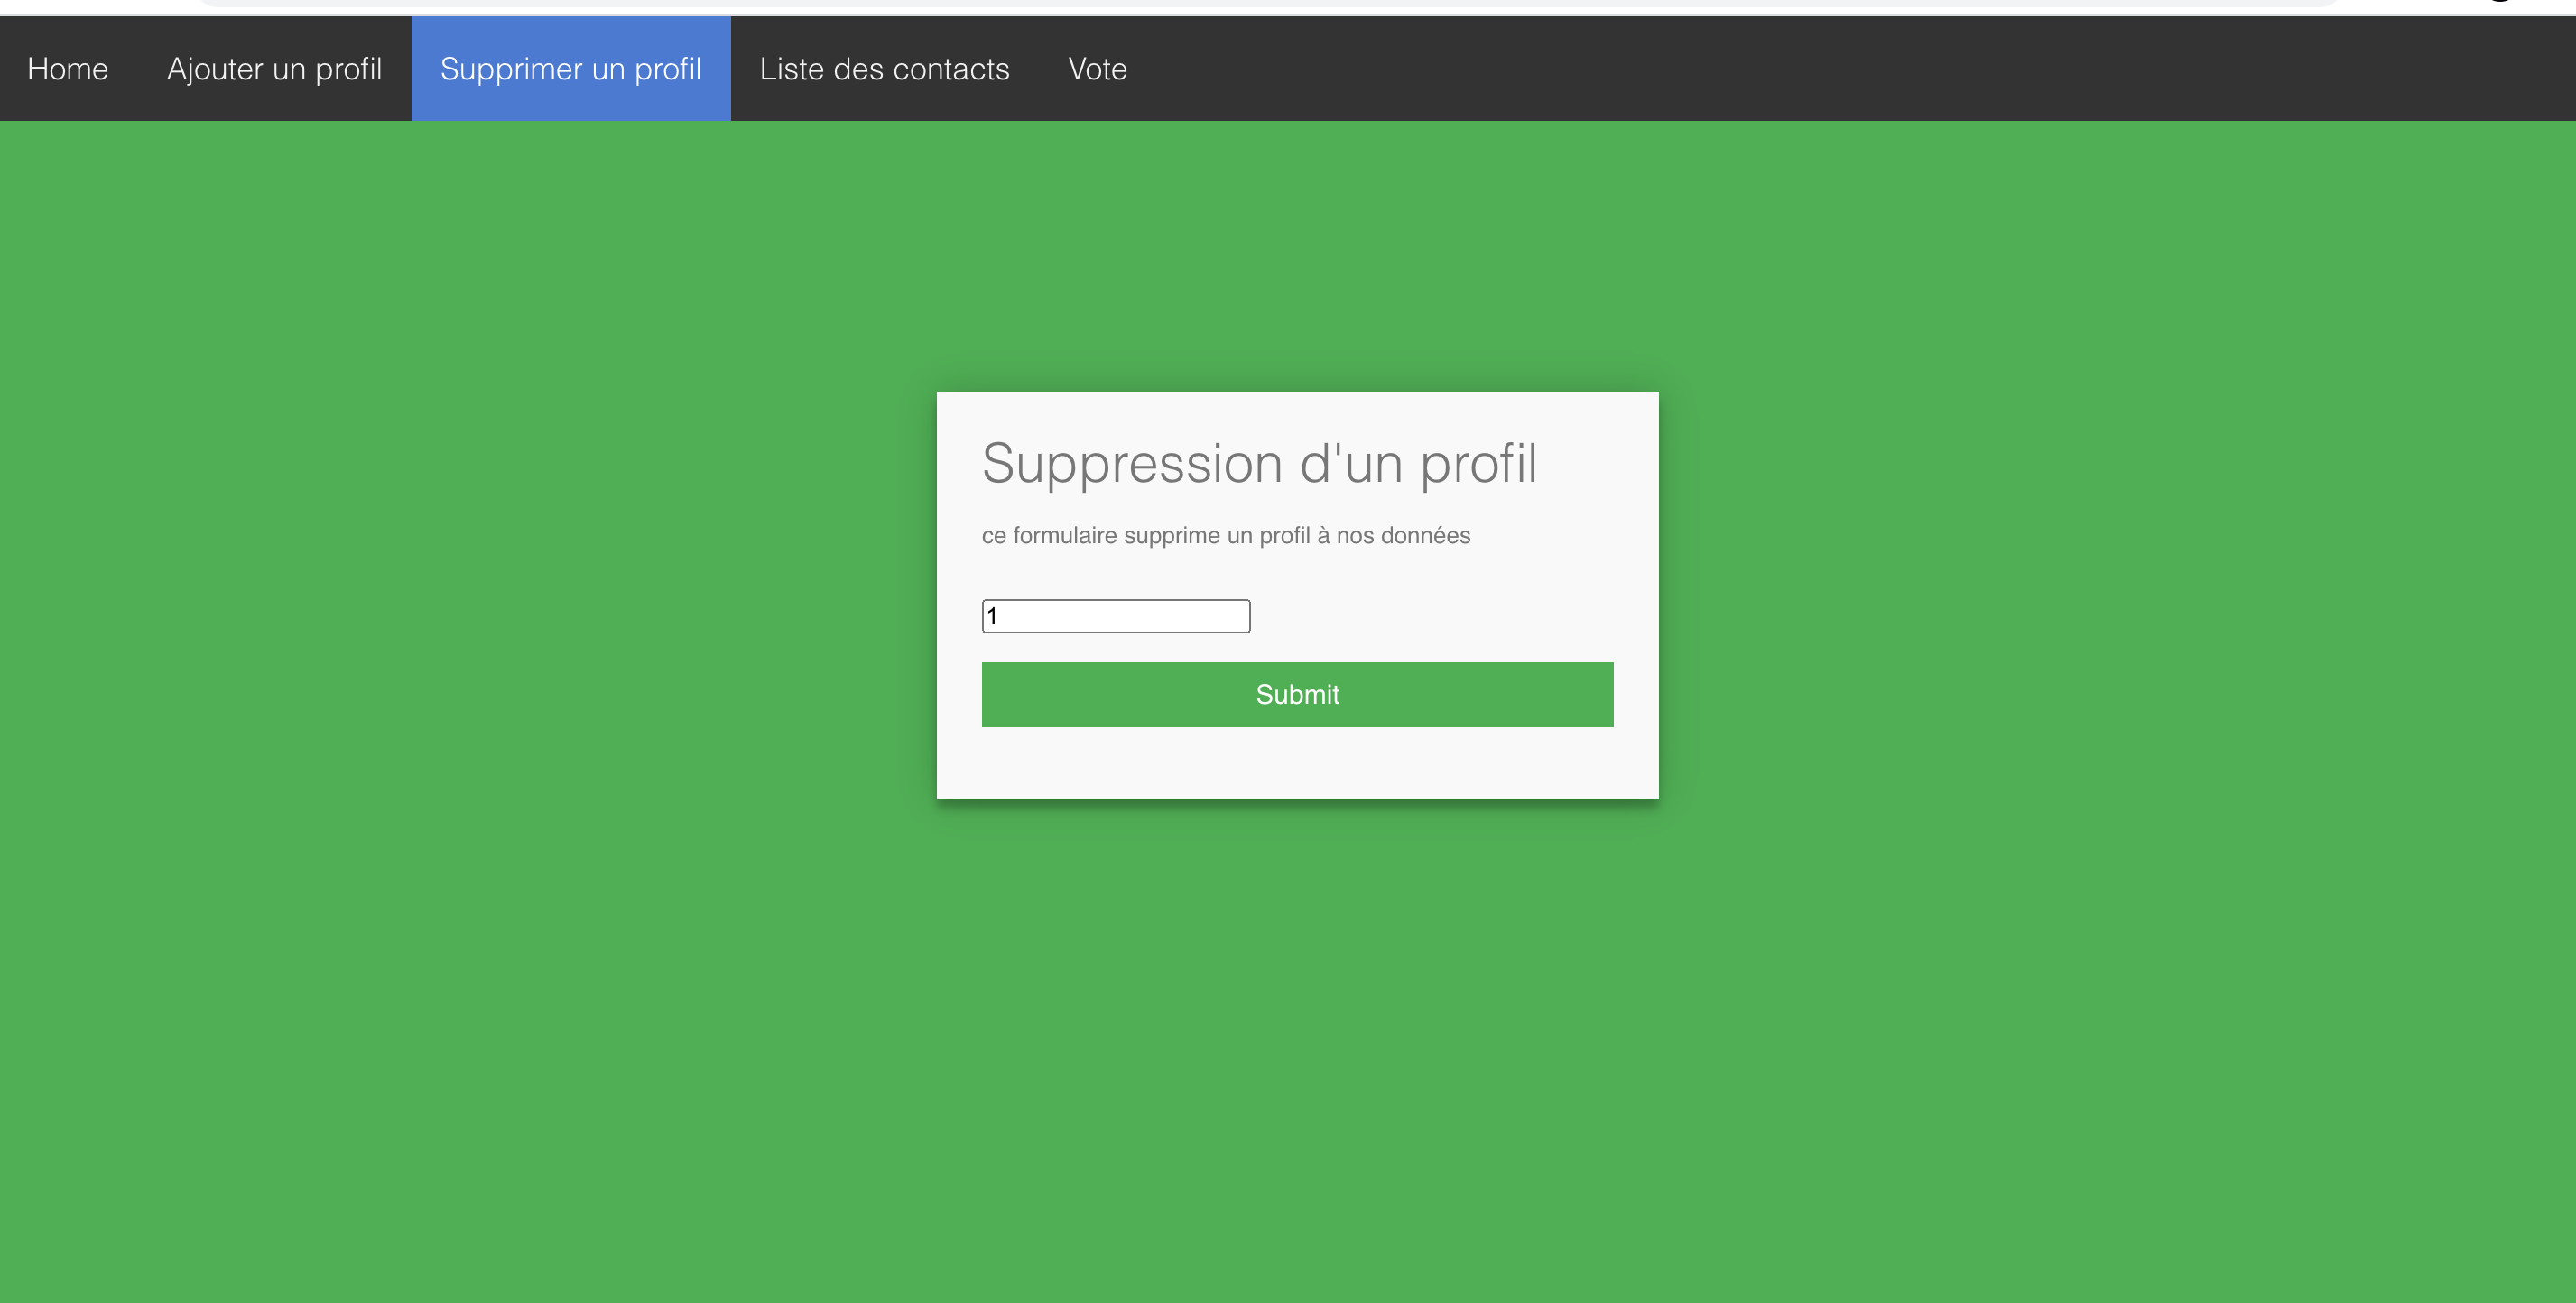 Home Ajouter un profil Supprimer un profil Liste des contacts Vote
Suppression d'un profil
ce formulaire supprime un profil à nos données
1
Submit